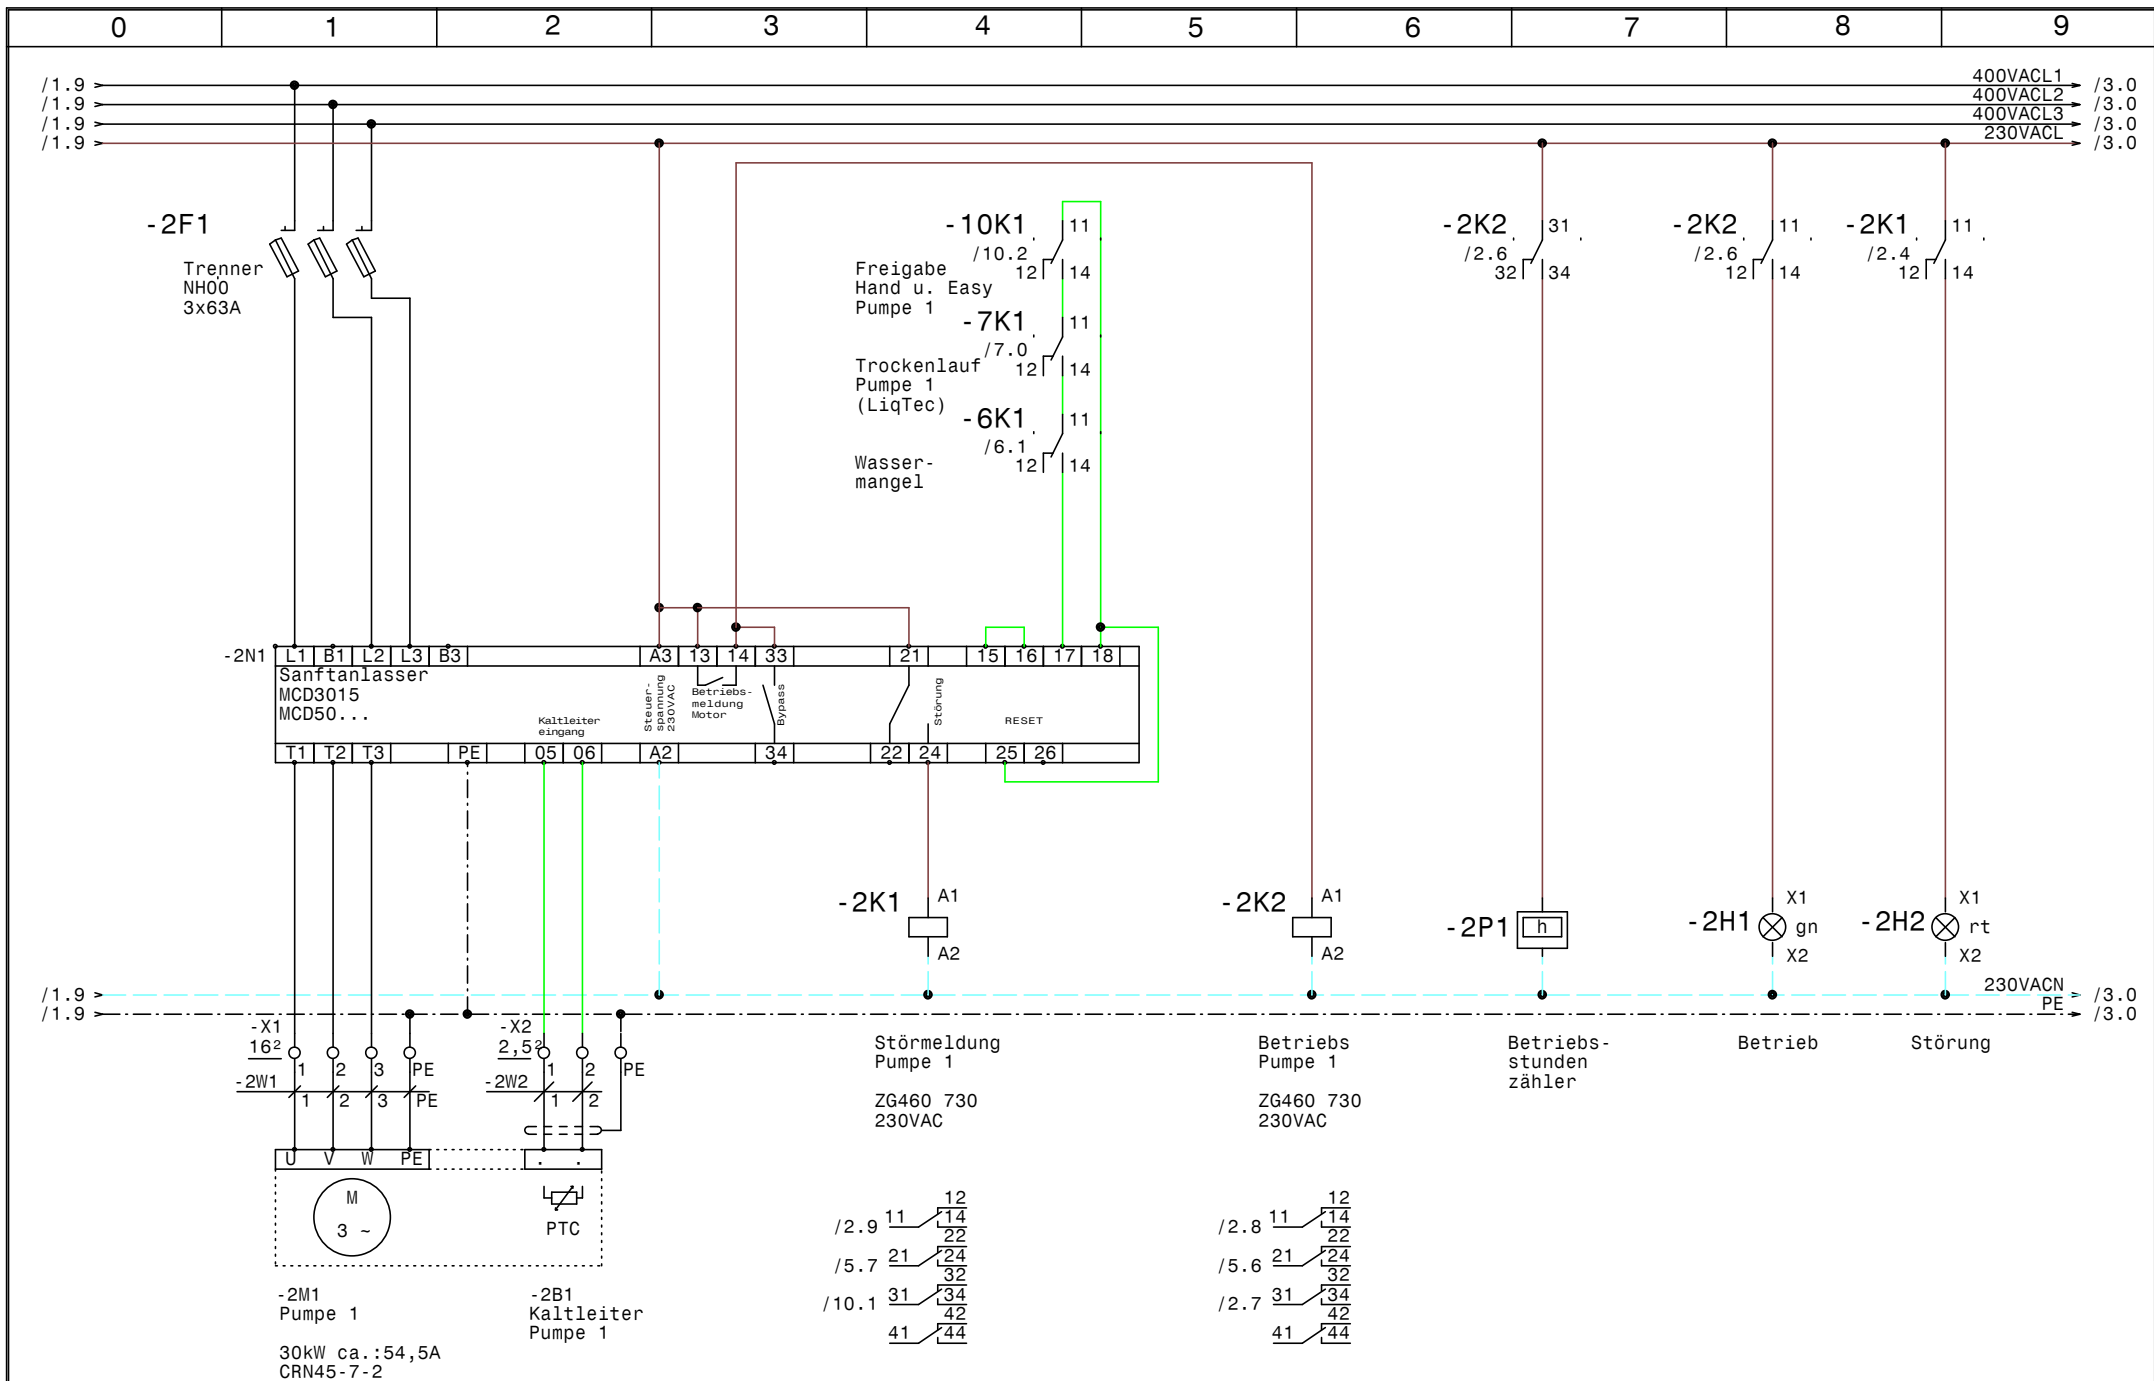 0 1 2 3 4 5 6 7 8 9
/1.9 400VACL1 /3.0
/1.9 400VACL2 /3.0
/1.9 400VACL3 /3.0
/1.9 230VACL /3.0
-2F1
Trenner
NH00
3x63A
-10K1 11
/10.2
12 14
Freigabe
Hand u. Easy
Pumpe 1
-7K1 11
/7.0
12 14
Trockenlauf
Pumpe 1
(LiqTec)
-6K1 11
/6.1
12 14
Wasser-
mangel
-2K2 31
/2.6
32 34
-2K2 11
/2.6
12 14
-2K1 11
/2.4
12 14
-2N1 L1 B1 L2 L3 B3 A3 13 14 33 21 15 16 17 18
Sanftanlasser
MCD3015
MCD50...
Kaltleiter
eingang
Steuer-
spannung
230VAC
Betriebs-
meldung
Motor
Bypass
Störung
RESET
T1 T2 T3 PE 05 06 A2 34 22 24 25 26
-2K1 A1
A2
-2K2 A1
A2
-2P1 h
-2H1 X1
gn
X2
-2H2 X1
rt
X2
/1.9 230VACN /3.0
/1.9 PE /3.0
-X1
16²
1 2 3 PE
-2W1
1 2 3 PE
-X2
2,5²
1 2 PE
-2W2
1 2
U V W PE
M
3 ~
PTC
-2M1
Pumpe 1
30kW ca.:54,5A
CRN45-7-2
-2B1
Kaltleiter
Pumpe 1
Störmeldung
Pumpe 1
ZG460 730
230VAC
Betriebs
Pumpe 1
ZG460 730
230VAC
Betriebs-
stunden
zähler
Betrieb
Störung
12
/2.9 11 14
22
/5.7 21 24
32
/10.1 31 34
42
41 44
12
/2.8 11 14
22
/5.6 21 24
32
/2.7 31 34
42
41 44